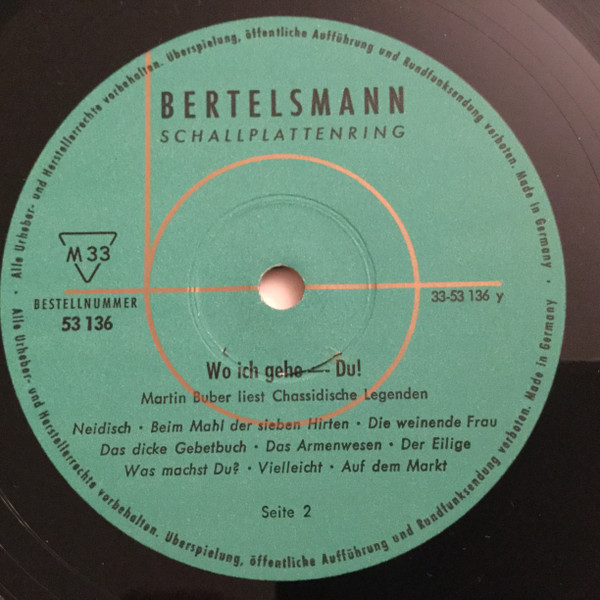 Alle Urheber- und Herstellerrechte vorbehalten. Überspielung, öffentliche Aufführung und Rundfunksendung verboten. Made in Germany ·
BERTELSMANN
SCHALLPLATTENRING
M 33
BESTELLNUMMER
53 136
33-53 136 y
Wo ich gehe — Du!
Martin Buber liest Chassidische Legenden
Neidisch · Beim Mahl der sieben Hirten · Die weinende Frau
Das dicke Gebetbuch · Das Armenwesen · Der Eilige
Was machst Du? · Vielleicht · Auf dem Markt
Seite 2
Alle Urheber- und Herstellerrechte vorbehalten. Überspielung, öffentliche Aufführung und Rundfunksendung verboten. Made in Germany ·